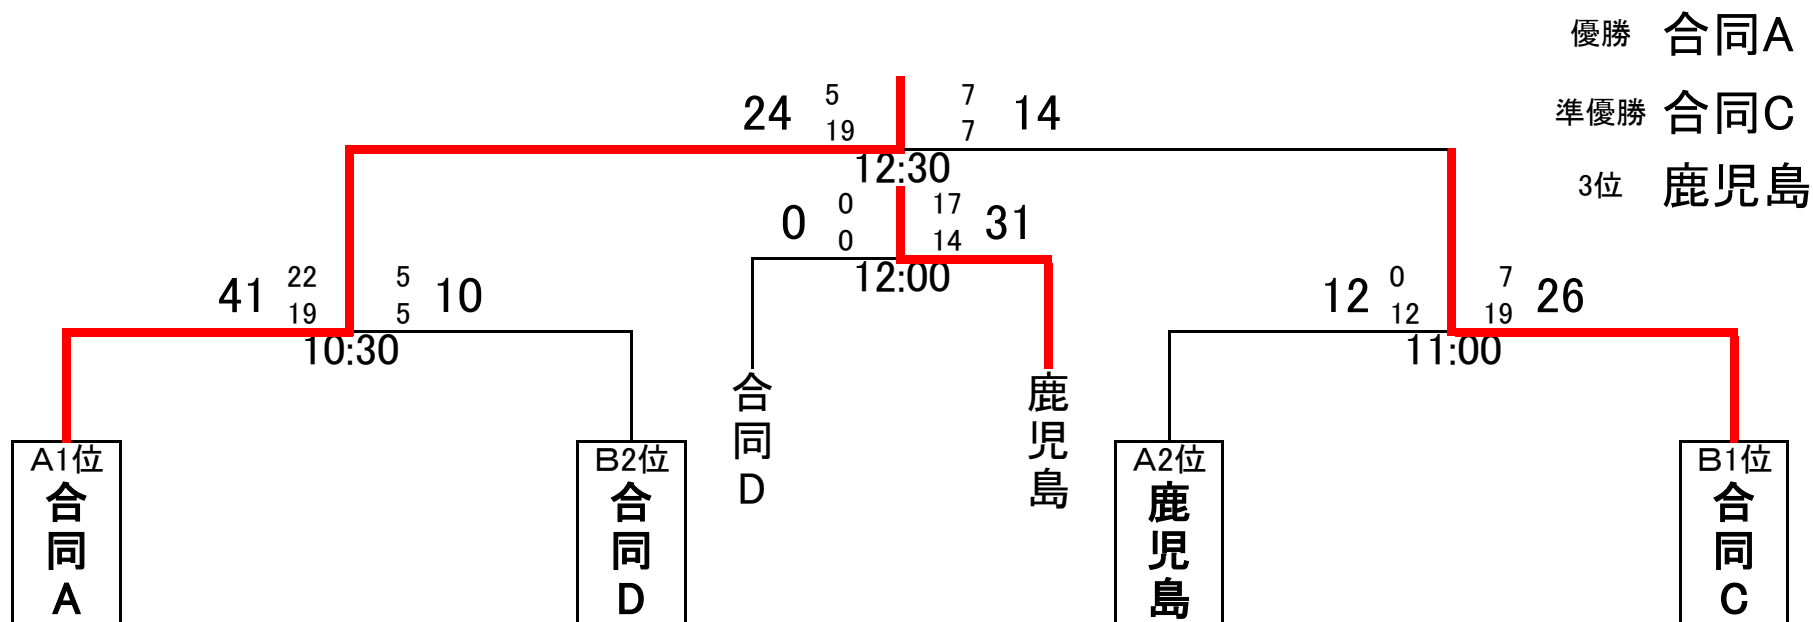 優勝 合同A
準優勝 合同C
3位 鹿児島
24 5 7 14
19 7
12:30
0 0 17 31
0 14
12:00
41 22 5 10
19 5
10:30
12 0 7 26
12 19
11:00
合同D
鹿児島
A1位
合同A
B2位
合同D
A2位
鹿児島
B1位
合同C